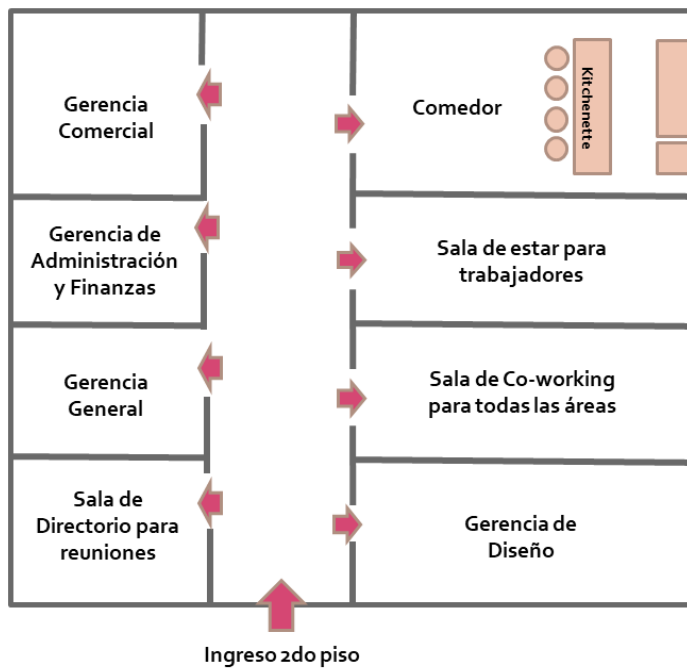 Gerencia
Comercial
Comedor
Kitchenette
Gerencia de
Administración
y Finanzas
Sala de estar para
trabajadores
Gerencia
General
Sala de Co-working
para todas las áreas
Sala de
Directorio para
reuniones
Gerencia de
Diseño
Ingreso 2do piso